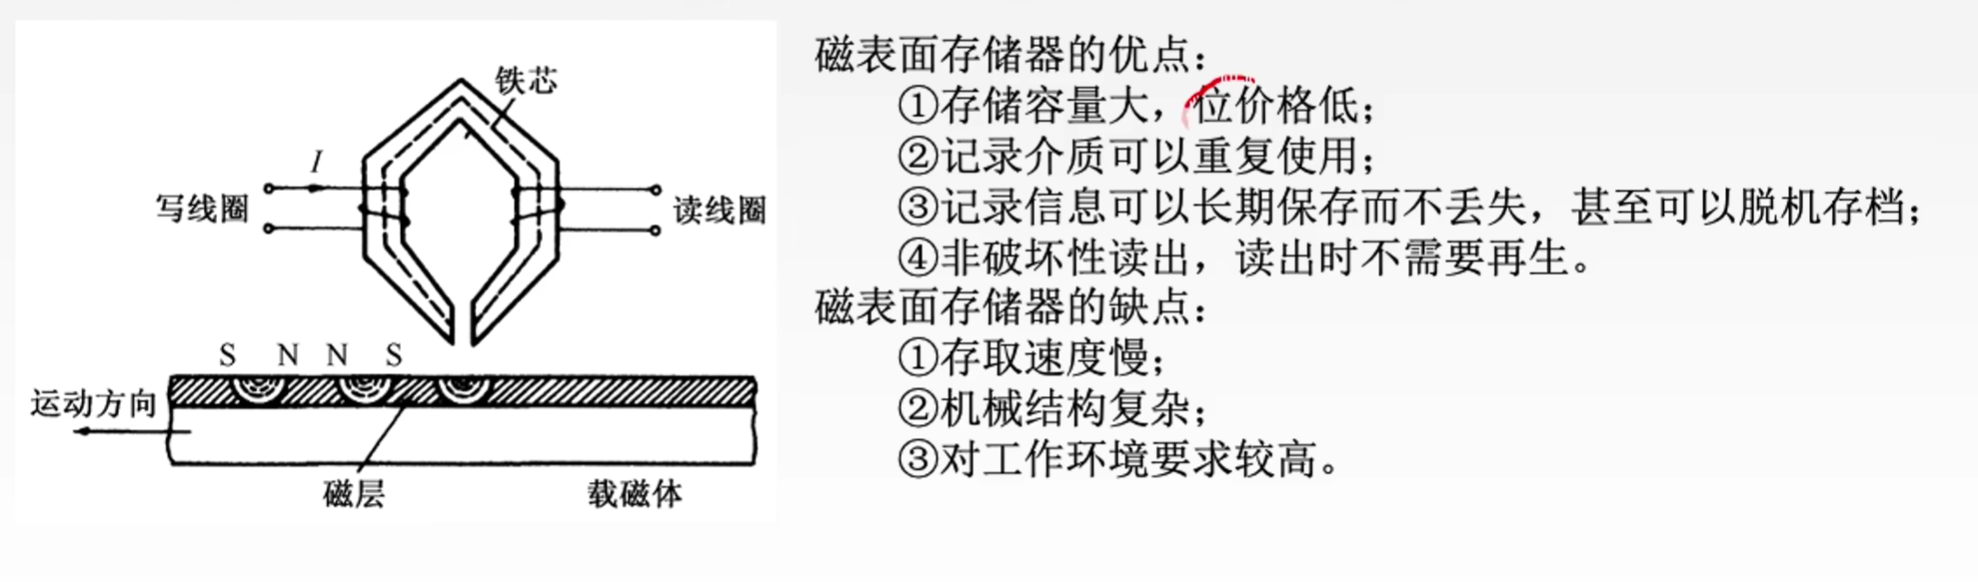 铁芯
I
写线圈
读线圈
S N N S
运动方向
磁层
载磁体
磁表面存储器的优点：
①存储容量大，位价格低；
②记录介质可以重复使用；
③记录信息可以长期保存而不丢失，甚至可以脱机存档；
④非破坏性读出，读出时不需要再生。
磁表面存储器的缺点：
①存取速度慢；
②机械结构复杂；
③对工作环境要求较高。